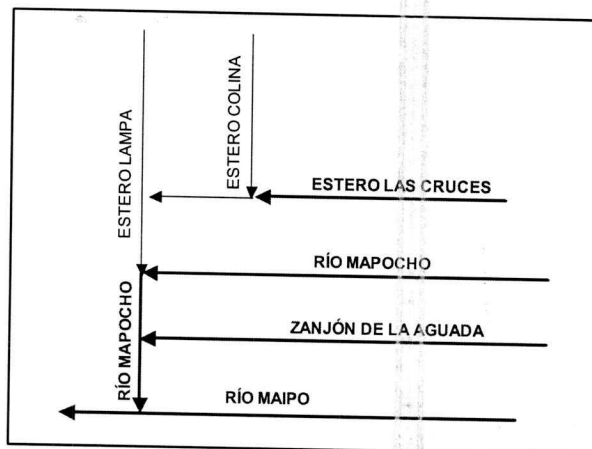 ESTERO LAMPA
ESTERO COLINA
ESTERO LAS CRUCES
RÍO MAPOCHO
RÍO MAPOCHO
ZANJÓN DE LA AGUADA
RÍO MAIPO